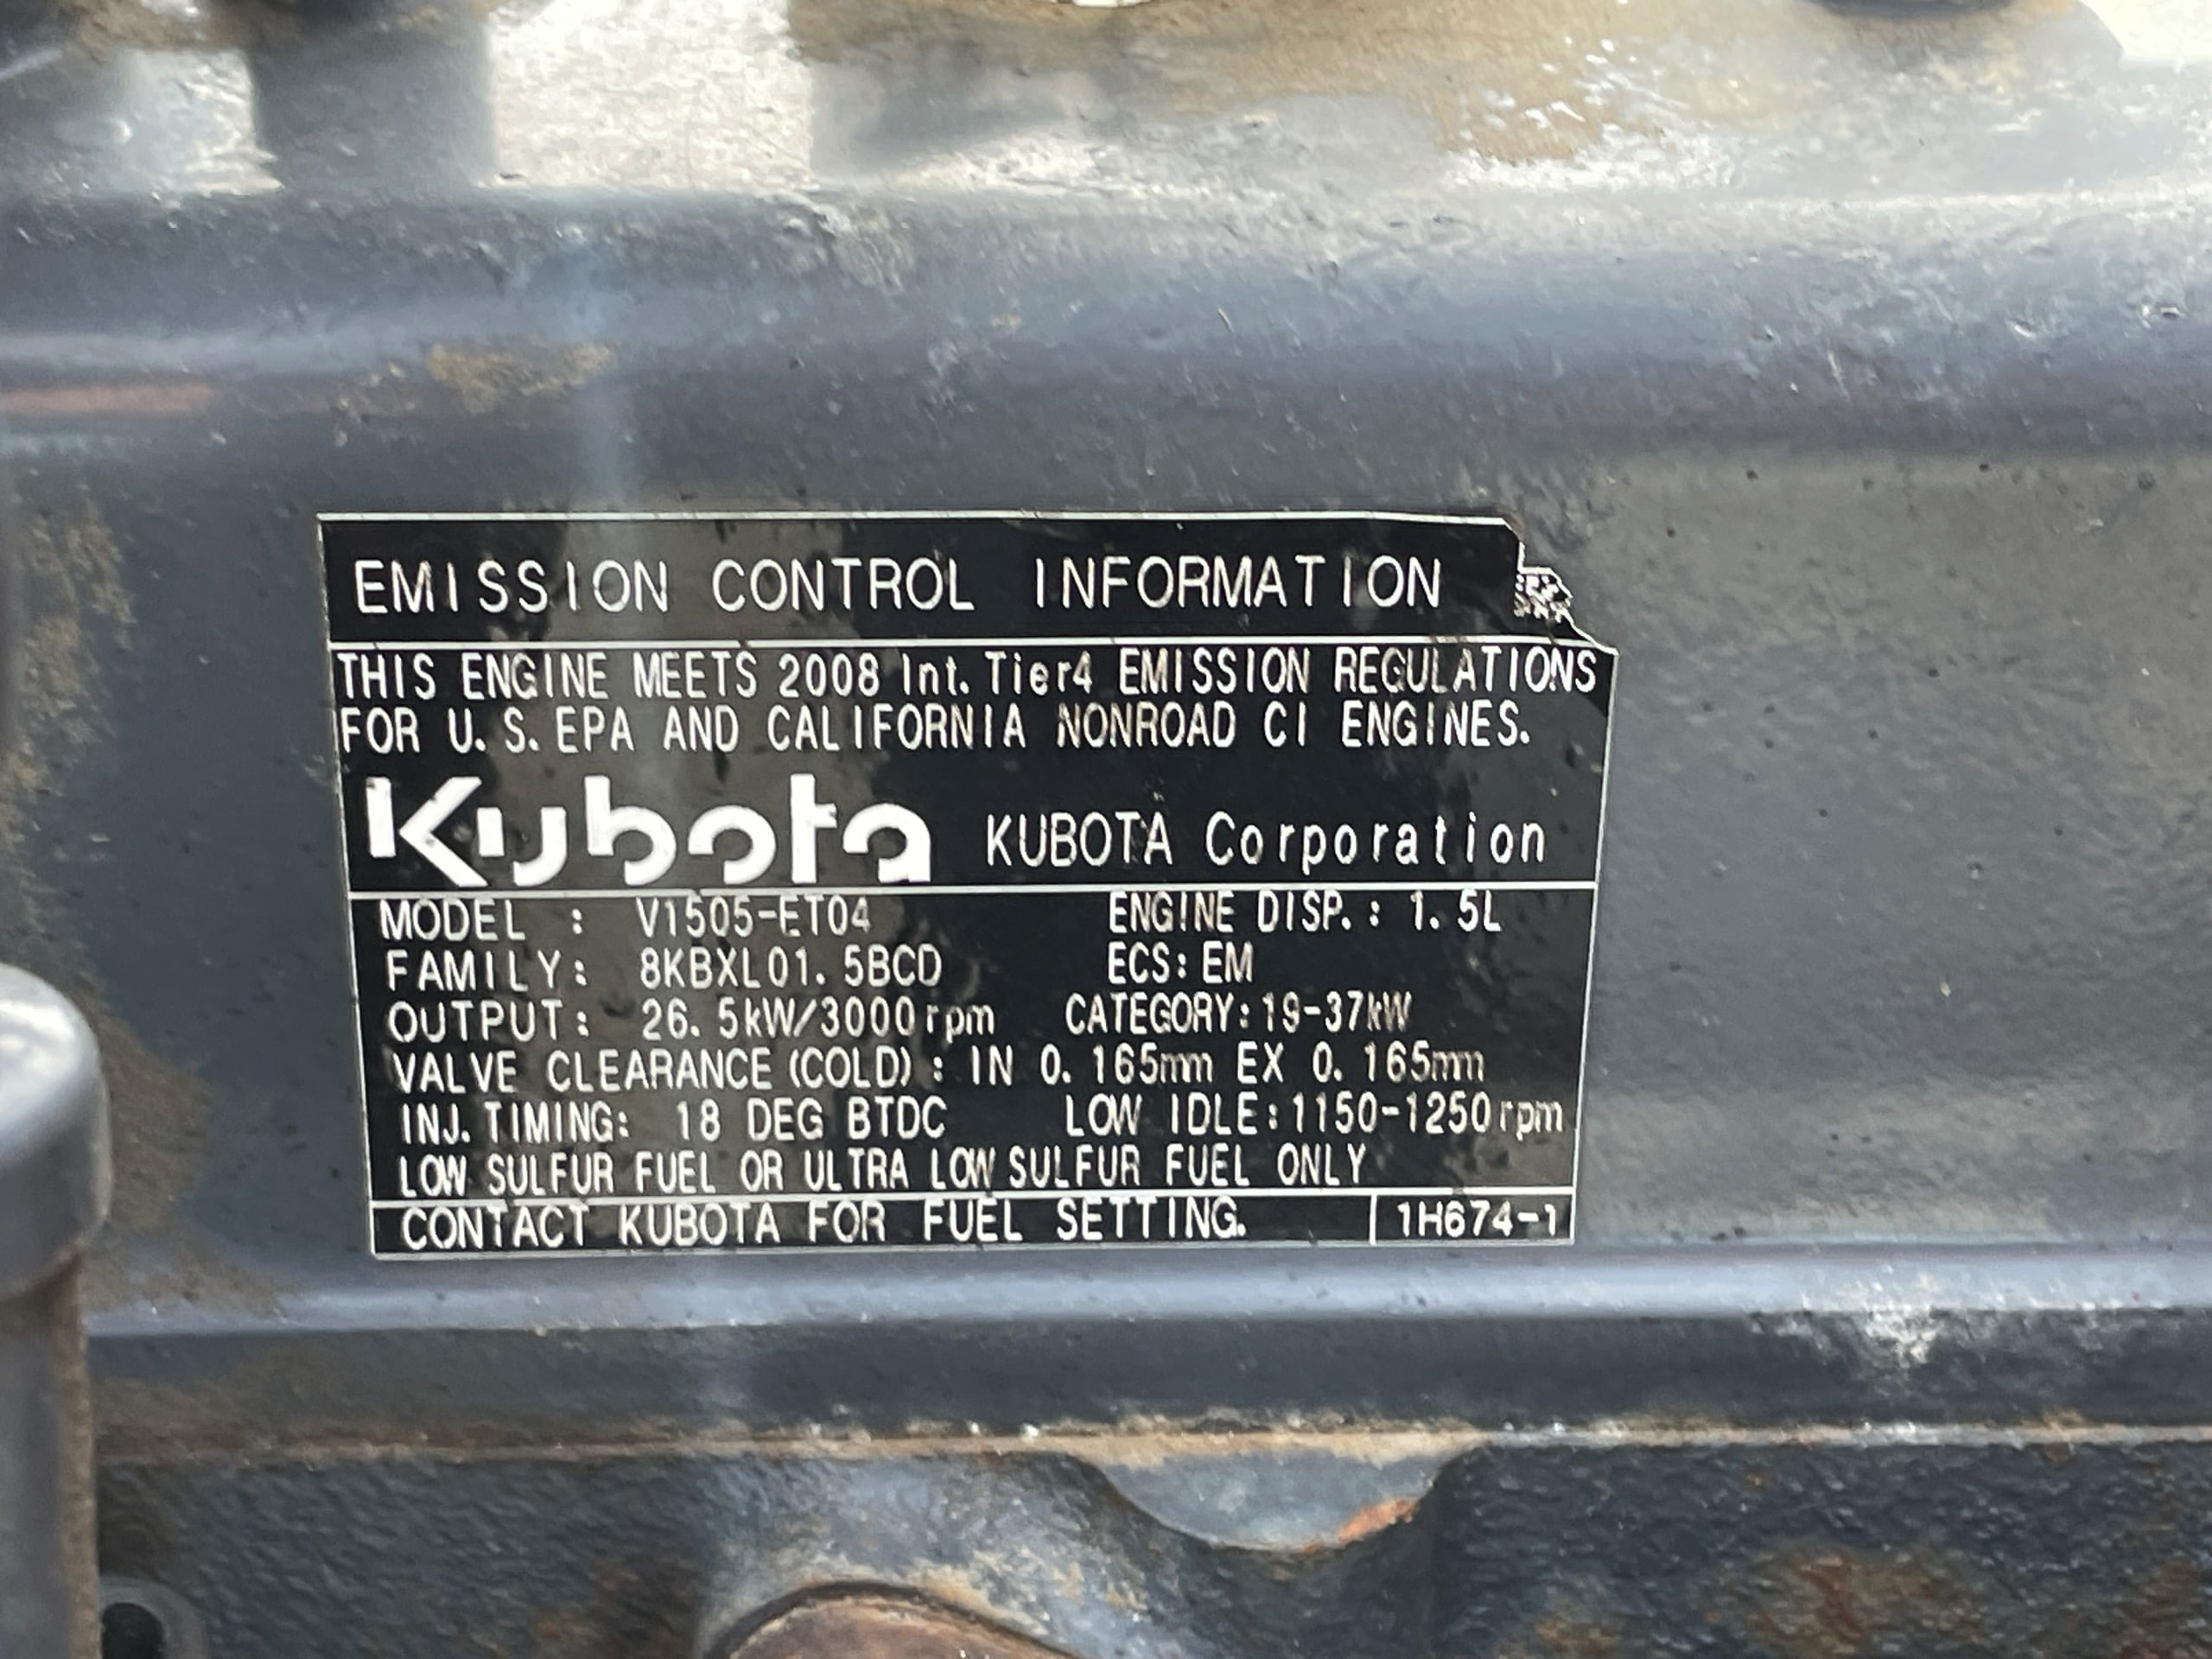 EMISSION CONTROL INFORMATION
THIS ENGINE MEETS 2008 Int. Tier4 EMISSION REGULATIONS
FOR U.S.EPA AND CALIFORNIA NONROAD CI ENGINES.
Kubota KUBOTA Corporation
MODEL : V1505-ET04 ENGINE DISP.: 1.5L
FAMILY: 8KBXL01.5BCD ECS:EM
OUTPUT: 26.5kW/3000rpm CATEGORY:19-37kW
VALVE CLEARANCE (COLD): IN 0.165mm EX 0.165mm
INJ.TIMING: 18 DEG BTDC LOW IDLE:1150-1250rpm
LOW SULFUR FUEL OR ULTRA LOW SULFUR FUEL ONLY
CONTACT KUBOTA FOR FUEL SETTING. 1H674-1